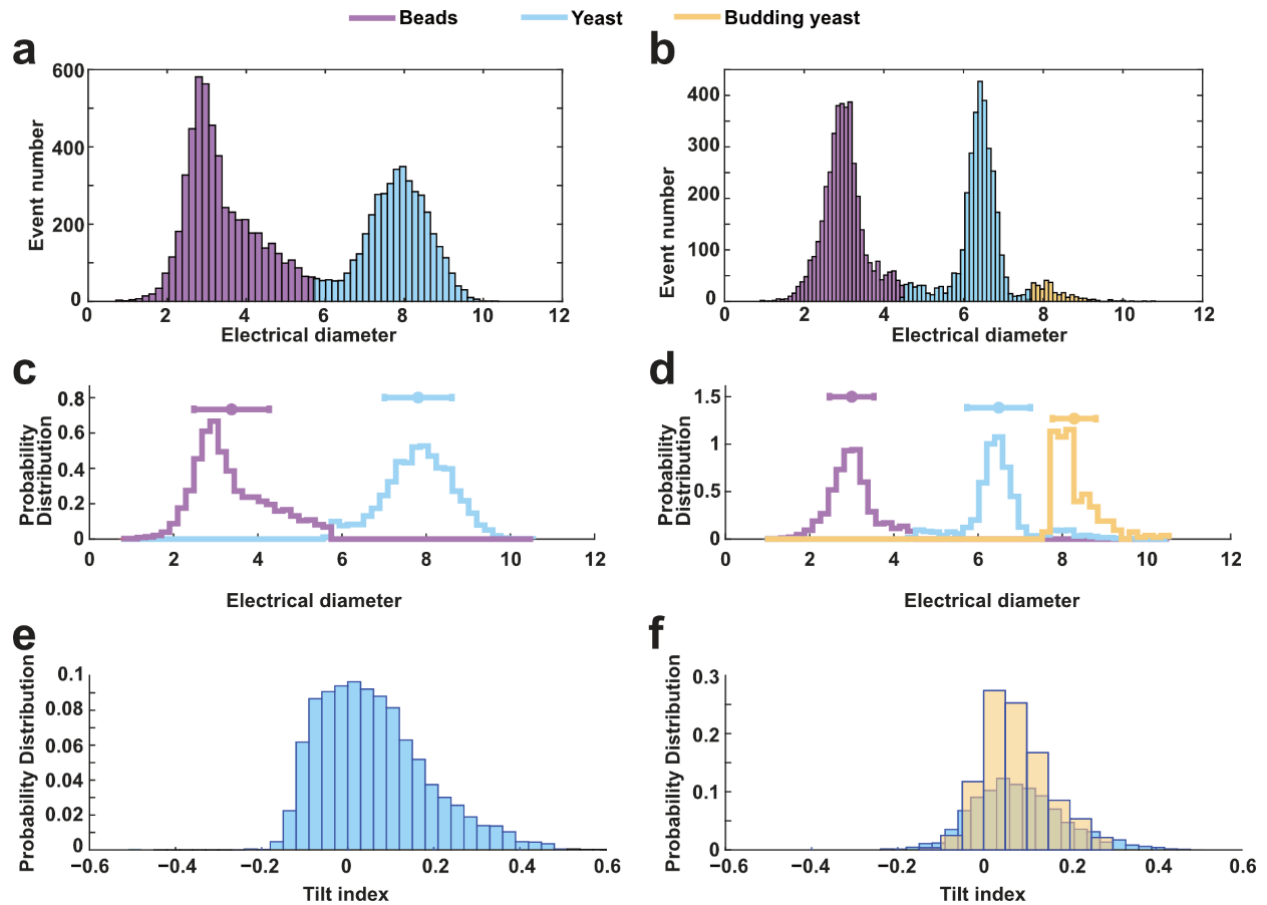 Beads Yeast Budding yeast
a
600
400
200
0
Event number
0 2 4 6 8 10 12
Electrical diameter
b
400
300
200
100
0
Event number
0 2 4 6 8 10 12
Electrical diameter
c
0.8
0.6
0.4
0.2
0
Probability
Distribution
0 2 4 6 8 10 12
Electrical diameter
d
1.5
1
0.5
0
Probability
Distribution
0 2 4 6 8 10 12
Electrical diameter
e
0.1
0.08
0.06
0.04
0.02
0
Probability Distribution
−0.6 −0.4 −0.2 0 0.2 0.4 0.6
Tilt index
f
0.3
0.2
0.1
0
Probability Distribution
−0.6 −0.4 −0.2 0 0.2 0.4 0.6
Tilt index